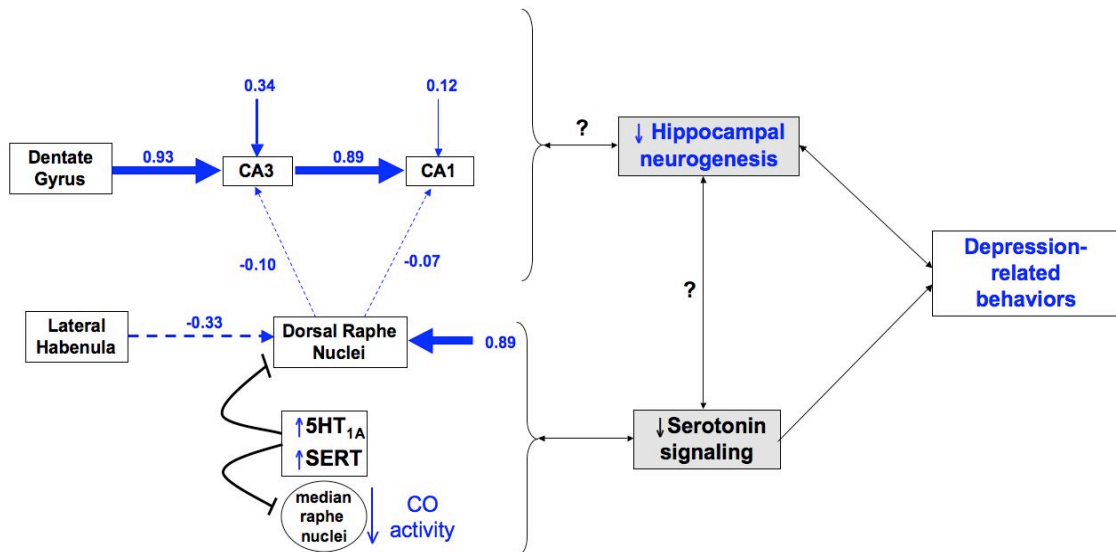 0.34
0.12
?
↓ Hippocampal
neurogenesis
Dentate
Gyrus
0.93
CA3
0.89
CA1
-0.10
-0.07
?
Depression-
related
behaviors
Lateral
Habenula
-0.33
Dorsal Raphe
Nuclei
0.89
↑5HT1A
↑SERT
↓Serotonin
signaling
median
raphe
nuclei
CO
activity